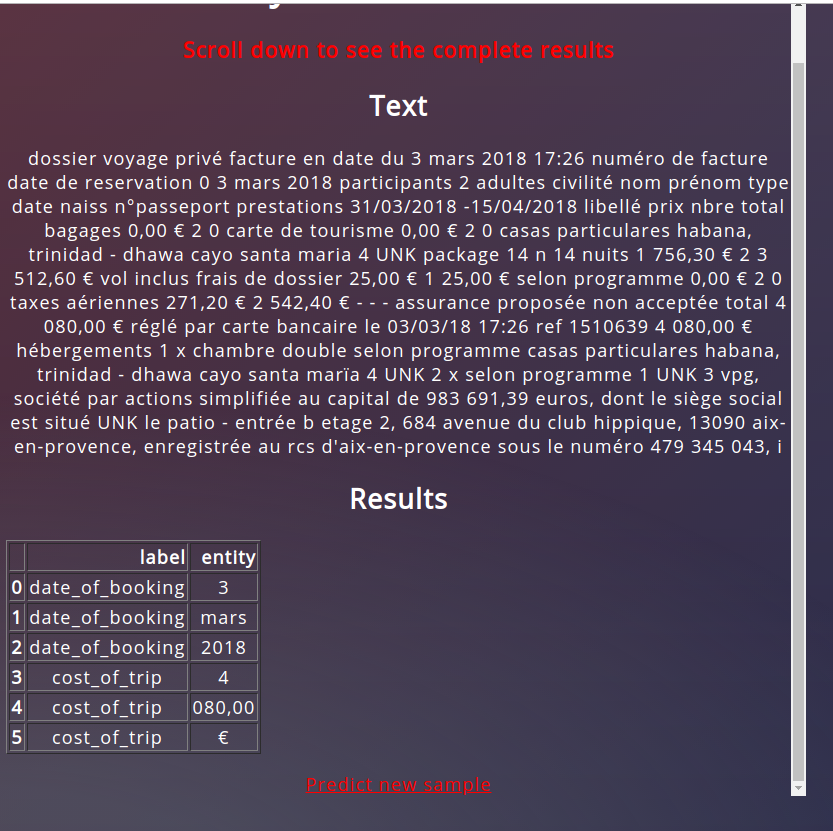 Scroll down to see the complete results
Text
dossier voyage privé facture en date du 3 mars 2018 17:26 numéro de facture
date de reservation 0 3 mars 2018 participants 2 adultes civilité nom prénom type
date naiss n°passeport prestations 31/03/2018 -15/04/2018 libellé prix nbre total
bagages 0,00 € 2 0 carte de tourisme 0,00 € 2 0 casas particulares habana,
trinidad - dhawa cayo santa maria 4 UNK package 14 n 14 nuits 1 756,30 € 2 3
512,60 € vol inclus frais de dossier 25,00 € 1 25,00 € selon programme 0,00 € 2 0
taxes aériennes 271,20 € 2 542,40 € - - - assurance proposée non acceptée total 4
080,00 € réglé par carte bancaire le 03/03/18 17:26 ref 1510639 4 080,00 €
hébergements 1 x chambre double selon programme casas particulares habana,
trinidad - dhawa cayo santa marïa 4 UNK 2 x selon programme 1 UNK 3 vpg,
société par actions simplifiée au capital de 983 691,39 euros, dont le siège social
est situé UNK le patio - entrée b etage 2, 684 avenue du club hippique, 13090 aix-
en-provence, enregistrée au rcs d'aix-en-provence sous le numéro 479 345 043, i
Results
label entity
0 date_of_booking 3
1 date_of_booking mars
2 date_of_booking 2018
3 cost_of_trip 4
4 cost_of_trip 080,00
5 cost_of_trip €
Predict new sample